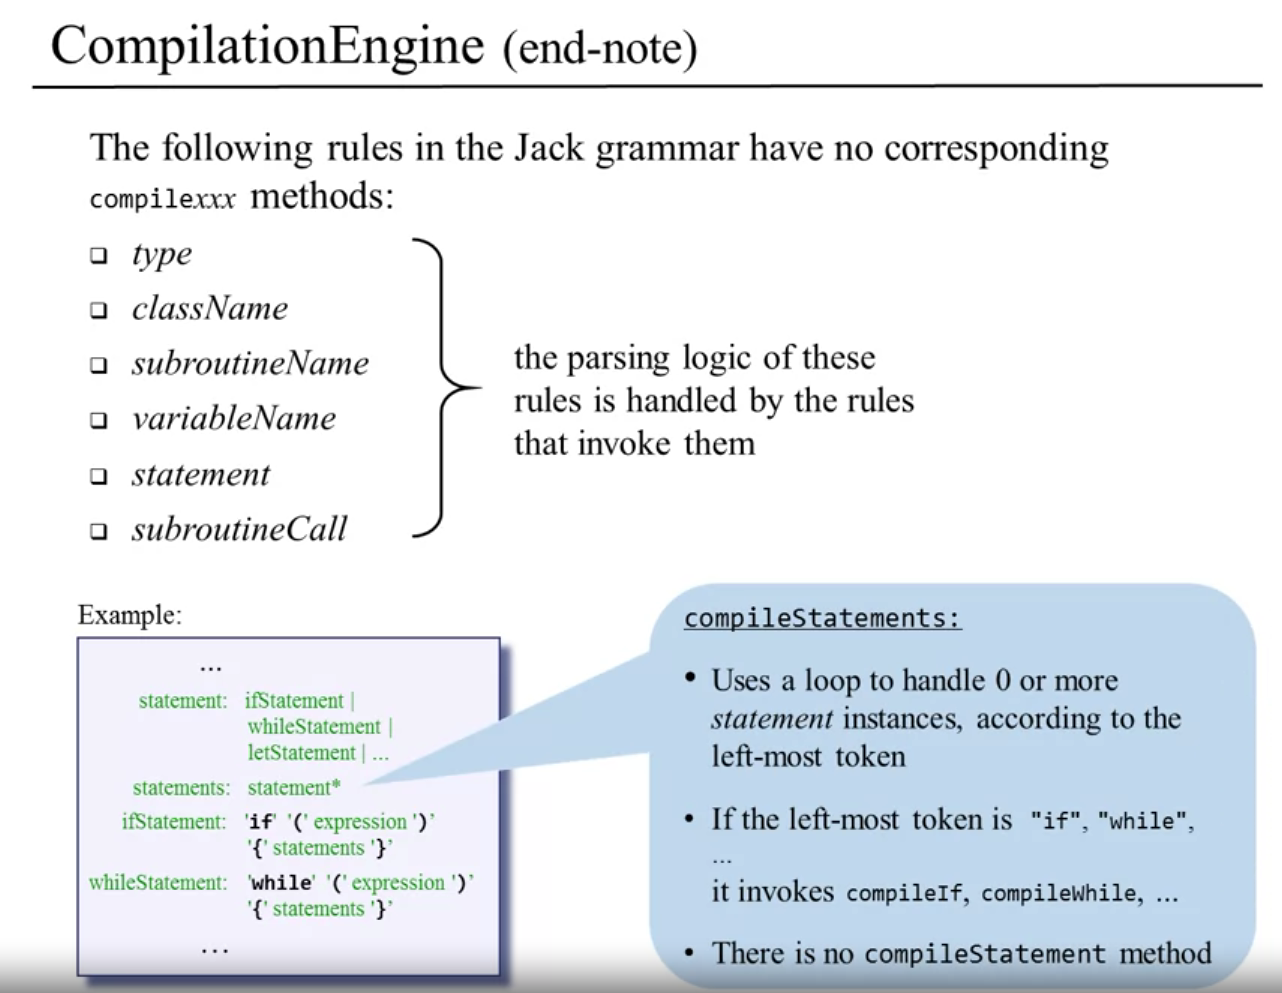 CompilationEngine (end-note)
The following rules in the Jack grammar have no corresponding
compilexxx methods:
❑ type
❑ className
❑ subroutineName
❑ variableName
❑ statement
❑ subroutineCall
the parsing logic of these
rules is handled by the rules
that invoke them
Example:
...
statement: ifStatement |
whileStatement |
letStatement | ...
statements: statement*
ifStatement: 'if' '(' expression ')'
'{' statements '}'
whileStatement: 'while' '(' expression ')'
'{' statements '}'
...
compileStatements:
• Uses a loop to handle 0 or more
statement instances, according to the
left-most token
• If the left-most token is "if", "while",
...
it invokes compileIf, compileWhile, ...
• There is no compileStatement method